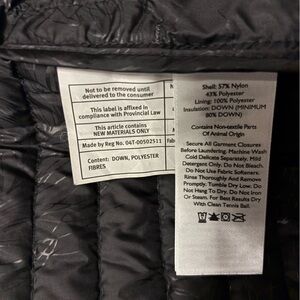 Not to be removed until
delivered to the consumer
This label is affixed in
compliance with Provincial Law
This article contains
NEW MATERIALS ONLY
Made by Reg No. 04T-00502511
Content: DOWN, POLYESTER
FIBRES
Shell: 57% Nylon
43% Polyester
Lining: 100% Polyester
Insulation: DOWN (MINIMUM
80% DOWN)
Contains Non-textile Parts
Of Animal Origin
Secure All Garment Closures
Before Laundering. Machine Wash
Cold Delicate Separately. Mild
Detergent Only. Do Not Bleach.
Do Not Use Fabric Softeners.
Rinse Thoroughly And Remove
Promptly. Tumble Dry Low. Do
Not Wring. Do Not Iron
Or Steam. For Best Results Dry
With Clean Tennis Ball.